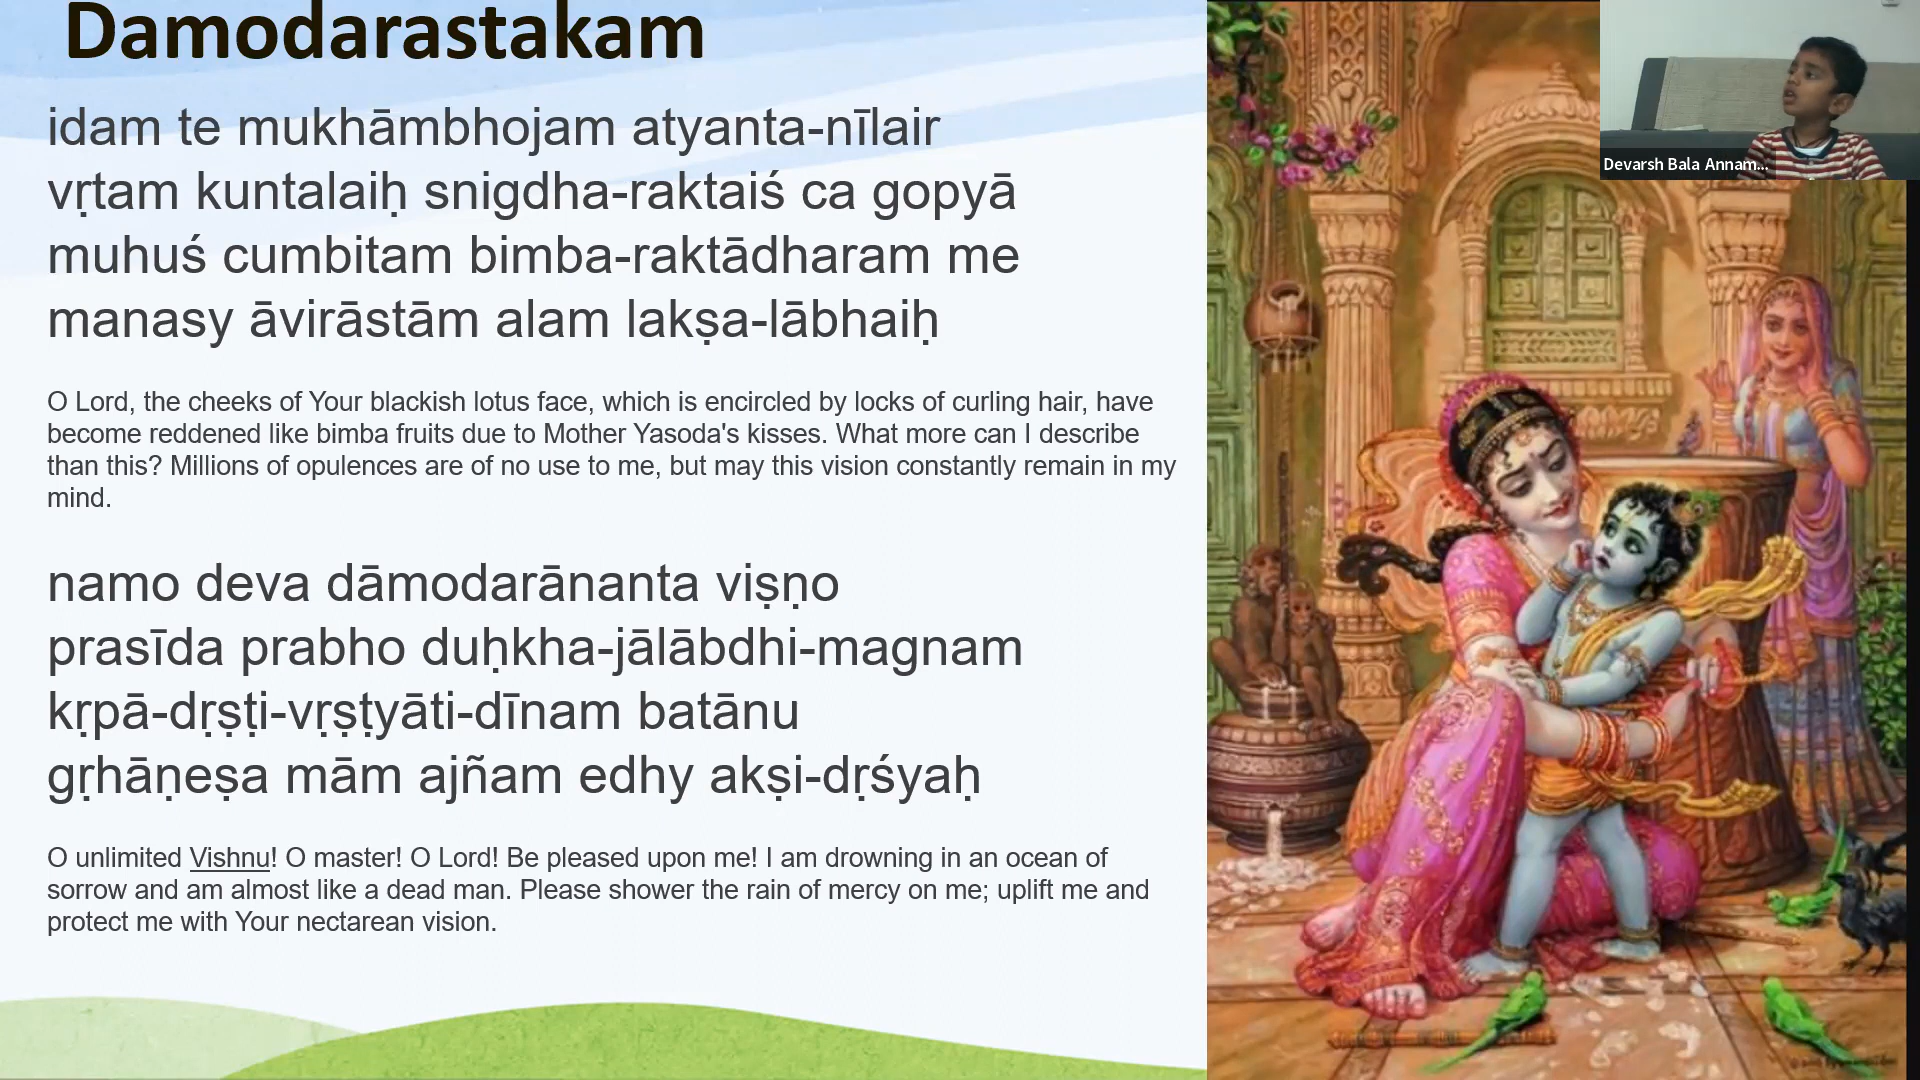 Damodarastakam
idam te mukhāmbhojam atyanta-nīlair
vṛtam kuntalaiḥ snigdha-raktaiś ca gopyā
muhuś cumbitam bimba-raktādharam me
manasy āvirāstām alam lakṣa-lābhaiḥ
O Lord, the cheeks of Your blackish lotus face, which is encircled by locks of curling hair, have
become reddened like bimba fruits due to Mother Yasoda's kisses. What more can I describe
than this? Millions of opulences are of no use to me, but may this vision constantly remain in my
mind.
namo deva dāmodarānanta viṣṇo
prasīda prabho duḥkha-jālābdhi-magnam
kṛpā-dṛṣṭi-vṛṣṭyāti-dīnam batānu
gṛhāṇeṣa mām ajñam edhy akṣi-dṛśyaḥ
O unlimited Vishnu! O master! O Lord! Be pleased upon me! I am drowning in an ocean of
sorrow and am almost like a dead man. Please shower the rain of mercy on me; uplift me and
protect me with Your nectarean vision.
Devarsh Bala Annam...